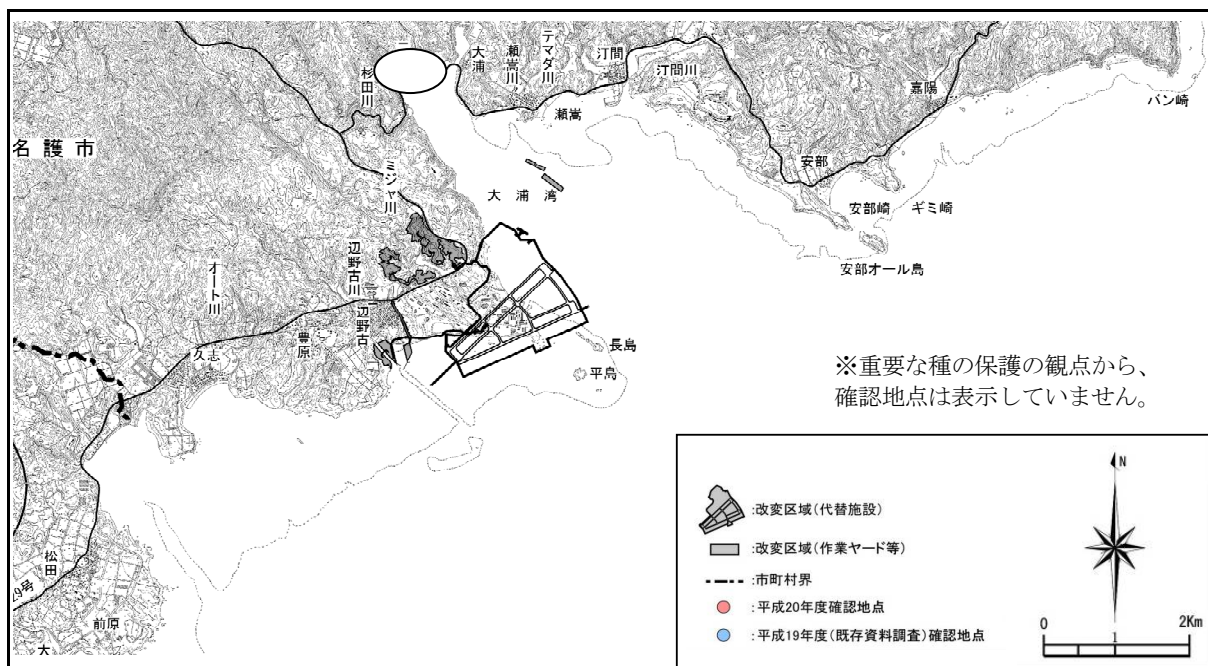 大浦
瀬嵩川
テマダ川
汀間
杉田川
汀間川
嘉陽
バン崎
瀬嵩
名護市
ミジャ川
安部
大浦湾
安部崎
ギミ崎
安部オール島
オート川
辺野古川
辺野古
豊原
久志
長島
平島
※重要な種の保護の観点から、
確認地点は表示していません。
N
:改変区域(代替施設)
:改変区域(作業ヤード等)
:市町村界
:平成20年度確認地点
:平成19年度(既存資料調査)確認地点
0
1
2Km
松田
29号
前原
大